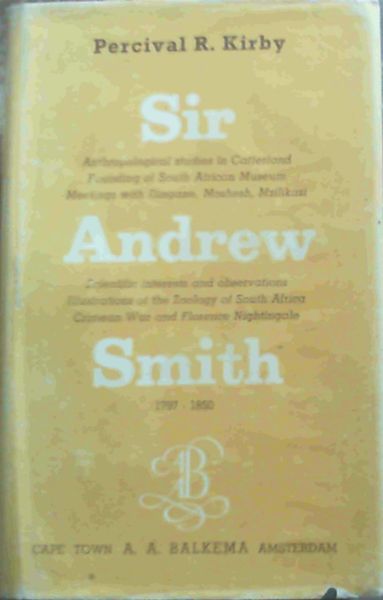 Percival R. Kirby
Sir
Anthropological studies in Cafferland
Founding of South African Museum
Meetings with Dingaan, Moshesh, Mzilikazi
Andrew
Scientific interests and observations
Illustrations of the Zoology of South Africa
Crimean War and Florence Nightingale
Smith
1797 - 1850
B
CAPE TOWN A. A. BALKEMA AMSTERDAM